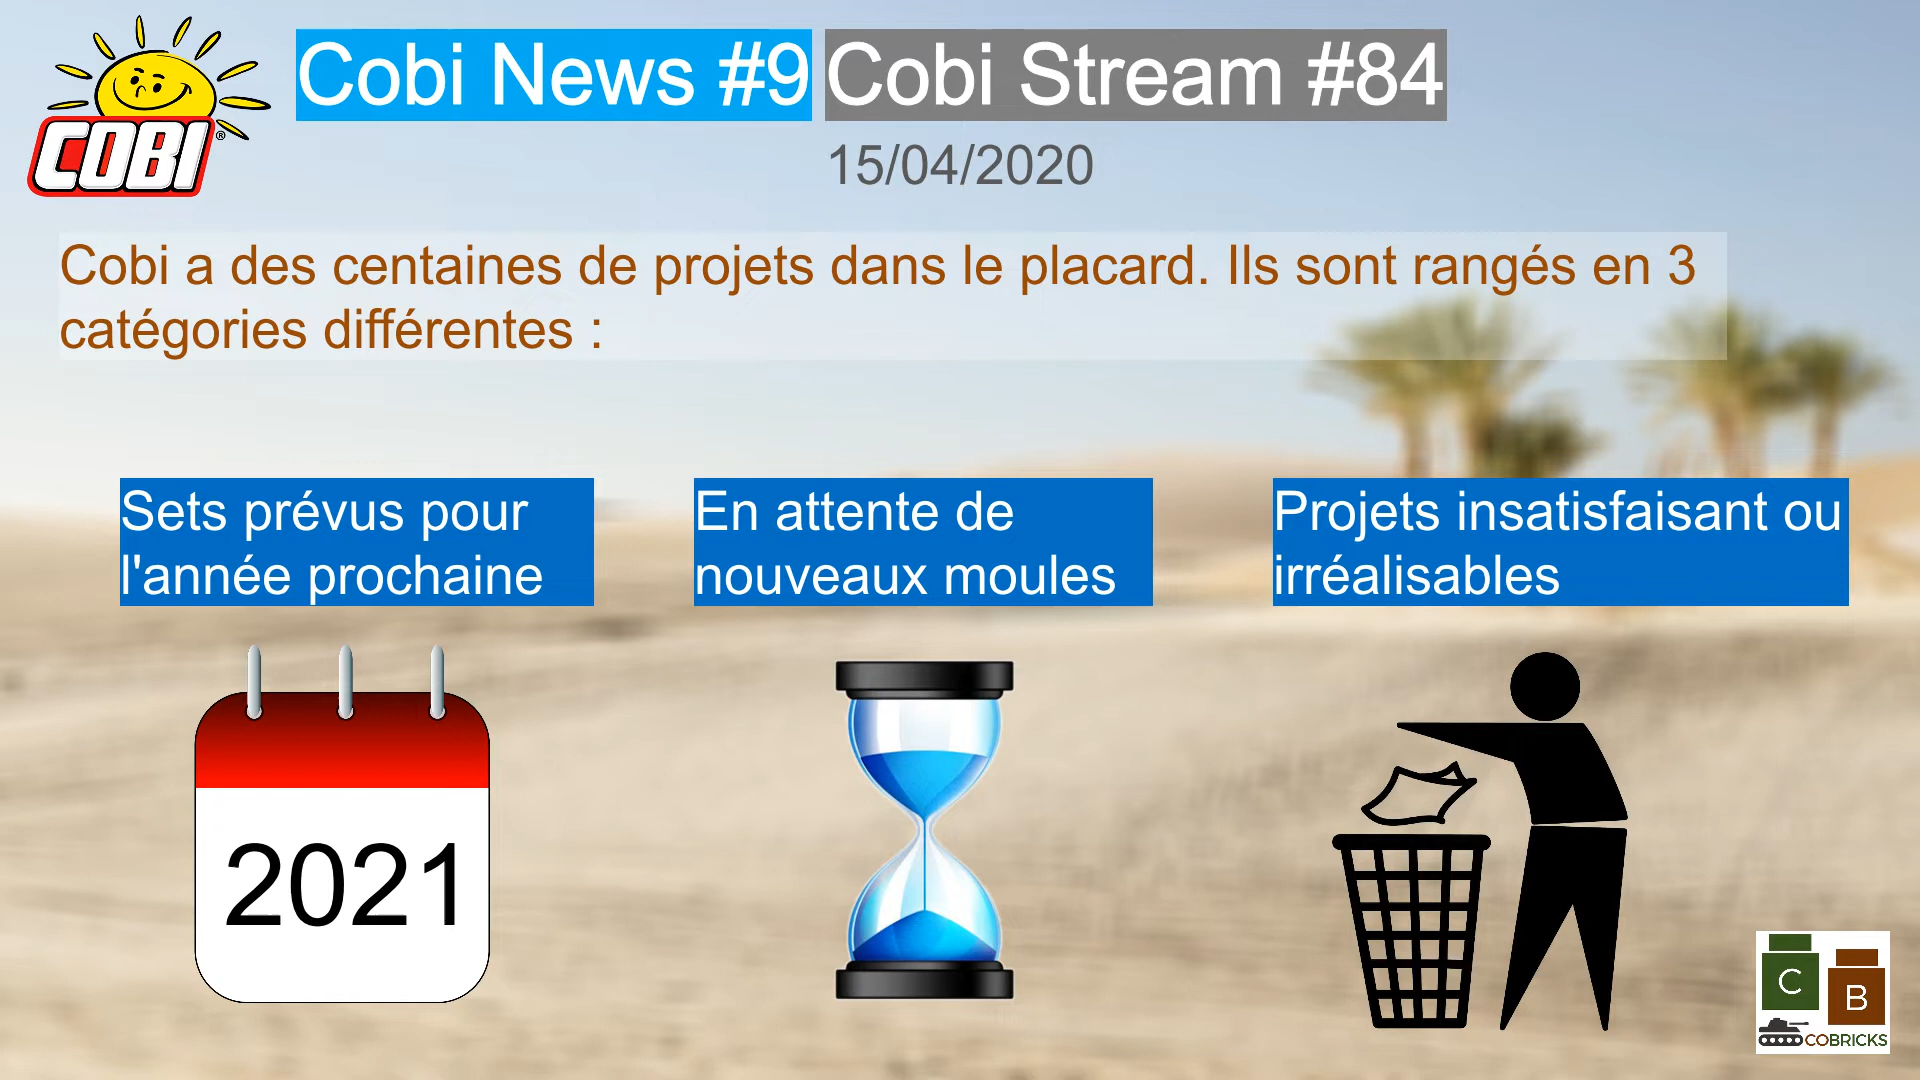 COBI®
Cobi News #9 Cobi Stream #84
15/04/2020
Cobi a des centaines de projets dans le placard. Ils sont rangés en 3
catégories différentes :
Sets prévus pour
l'année prochaine
En attente de
nouveaux moules
Projets insatisfaisant ou
irréalisables
2021
C
B
COBRICKS